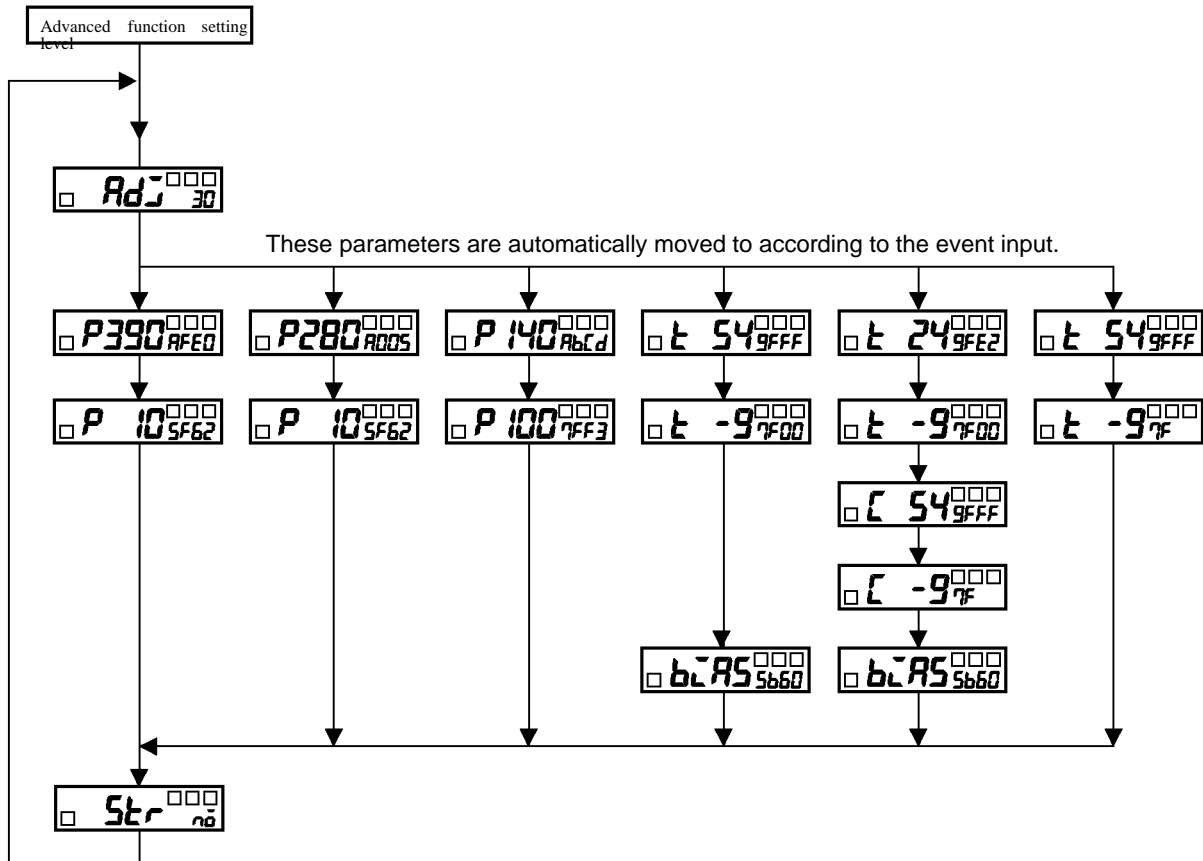 Advanced function setting
level
Adj 30
These parameters are automatically moved to according to the event input.
P390 AFE0 P280 A005 P 140 AbCd t 54 9FFF t 24 9FE2 t 54 9FFF
P 10 5F62 P 10 5F62 P 100 7FF3 t -9 7F00 t -9 7F00 t -9 7F
C 54 9FFF
C -9 7F
biAS 5b60 biAS 5b60
Str no